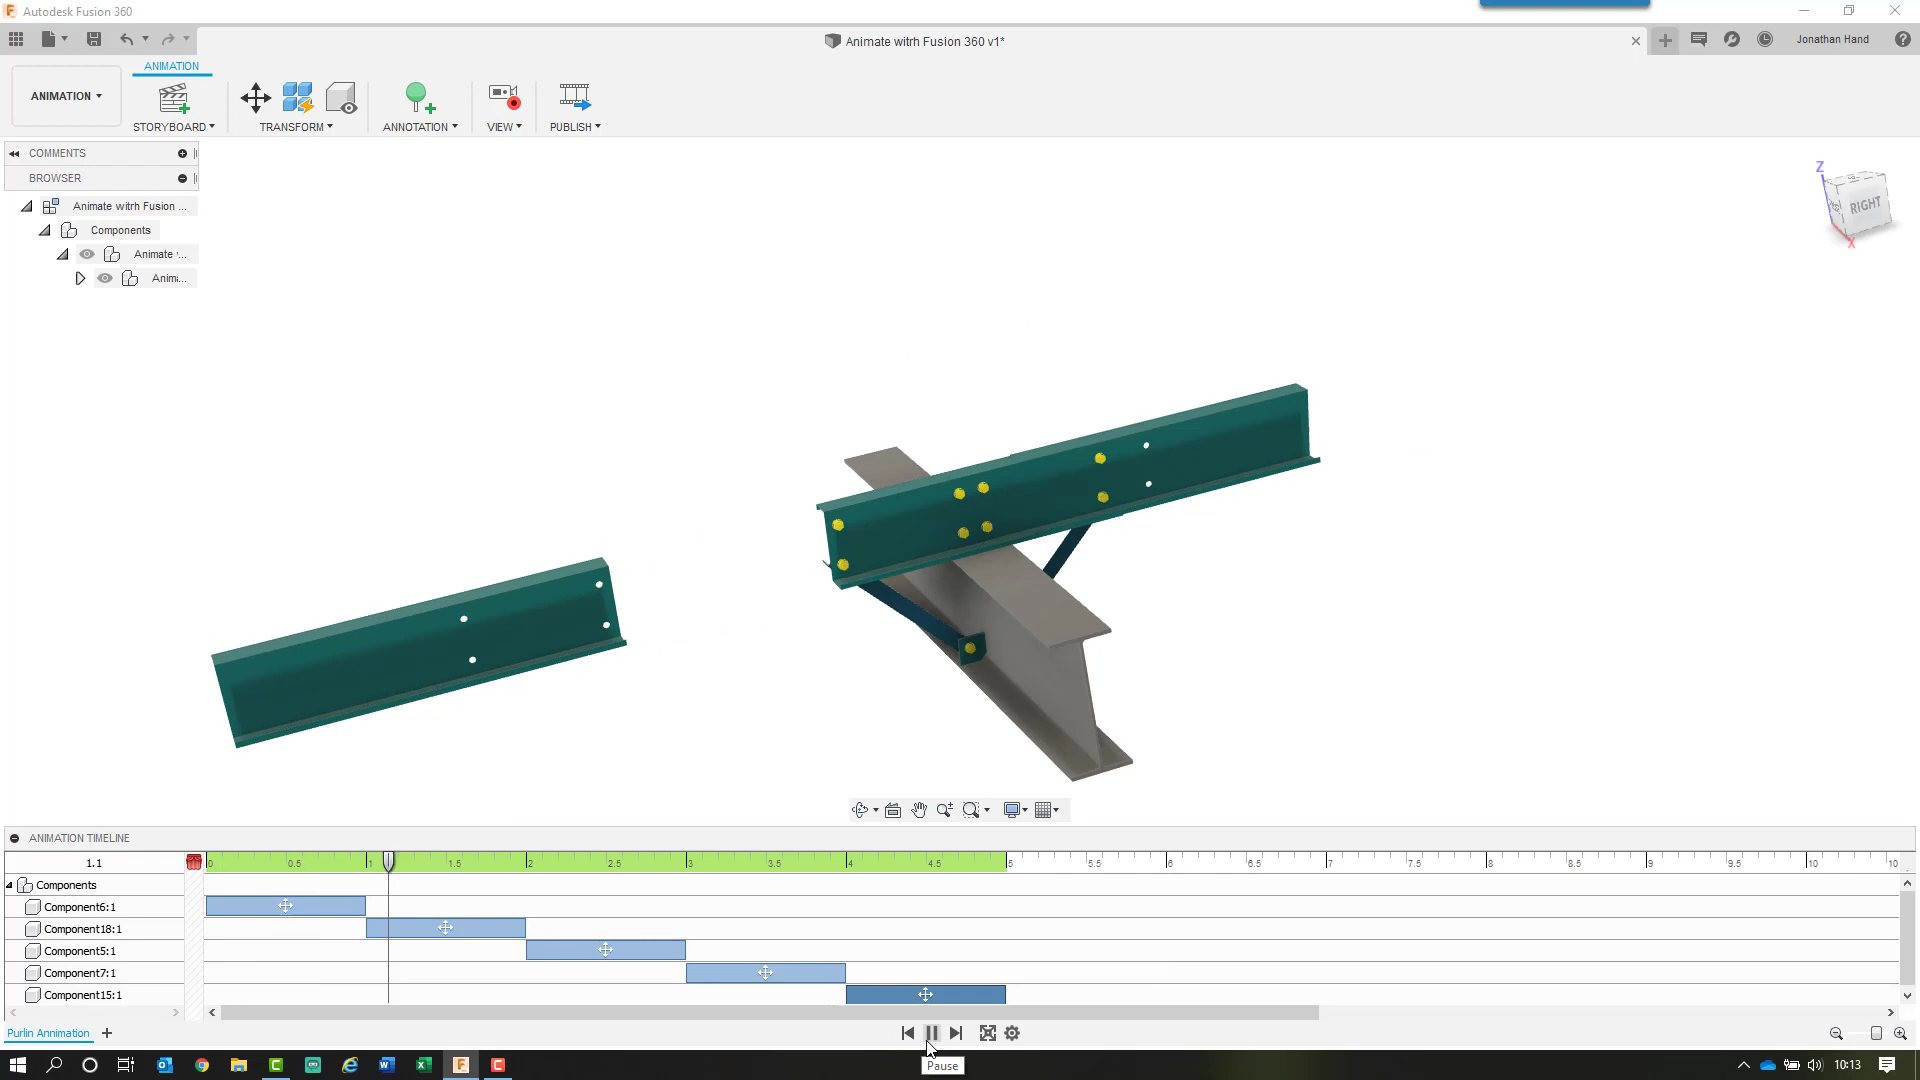 Autodesk Fusion 360
Animate witrh Fusion 360 v1*
Jonathan Hand
ANIMATION
ANIMATION
STORYBOARD
TRANSFORM
ANNOTATION
VIEW
PUBLISH
COMMENTS
BROWSER
Animate witrh Fusion ...
Components
Animate ...
Anim...
Z
RIGHT
X
ANIMATION TIMELINE
1.1
0 0.5 1 1.5 2 2.5 3 3.5 4 4.5 5 5.5 6 6.5 7 7.5 8 8.5 9 9.5 10 10
Components
Component6:1
Component18:1
Component5:1
Component7:1
Component15:1
Purlin Annimation
Pause
10:13